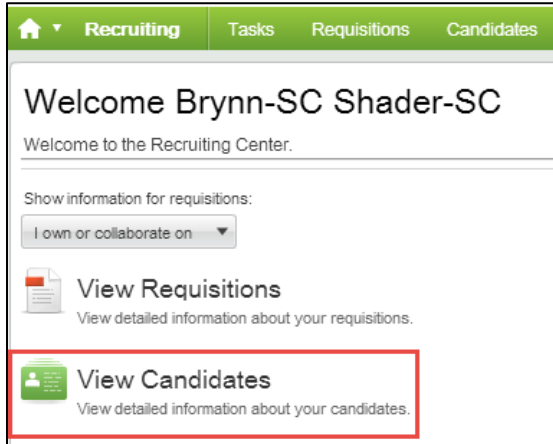 Recruiting Tasks Requisitions Candidates
Welcome Brynn-SC Shader-SC
Welcome to the Recruiting Center.
Show information for requisitions:
I own or collaborate on
View Requisitions
View detailed information about your requisitions.
View Candidates
View detailed information about your candidates.